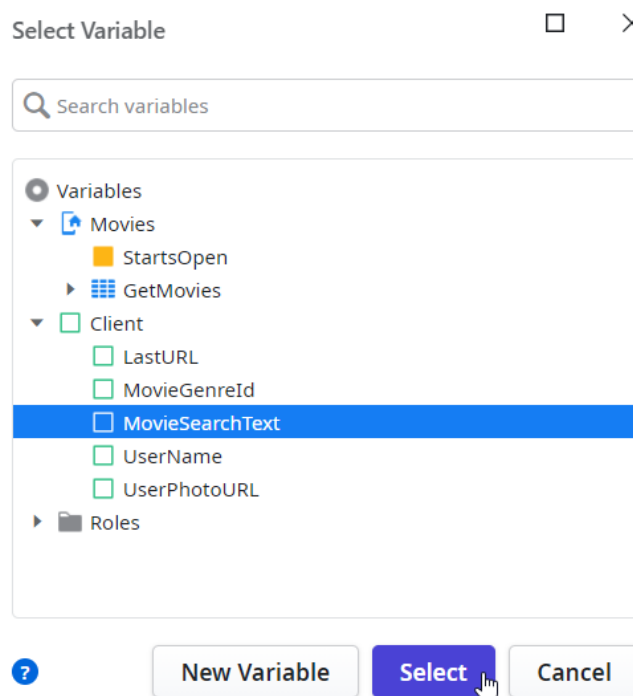 Select Variable
Search variables
Variables
Movies
StartsOpen
GetMovies
Client
LastURL
MovieGenreId
MovieSearchText
UserName
UserPhotoURL
Roles
? New Variable Select Cancel